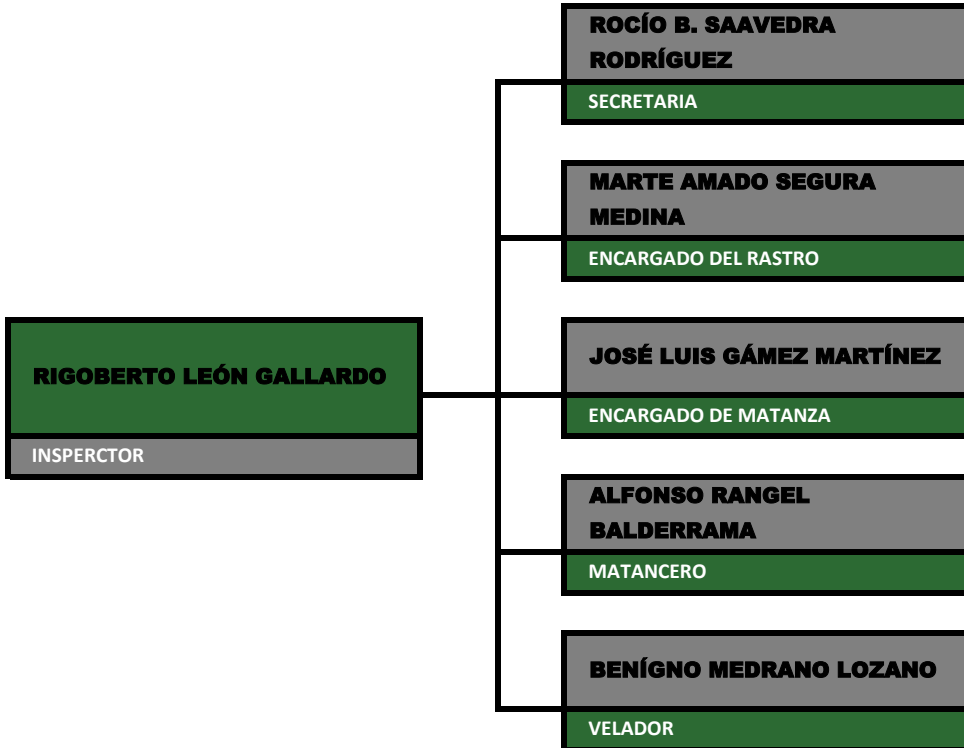 ROCÍO B. SAAVEDRA
RODRÍGUEZ
SECRETARIA
MARTE AMADO SEGURA
MEDINA
ENCARGADO DEL RASTRO
RIGOBERTO LEÓN GALLARDO
INSPERCTOR
JOSÉ LUIS GÁMEZ MARTÍNEZ
ENCARGADO DE MATANZA
ALFONSO RANGEL
BALDERRAMA
MATANCERO
BENÍGNO MEDRANO LOZANO
VELADOR